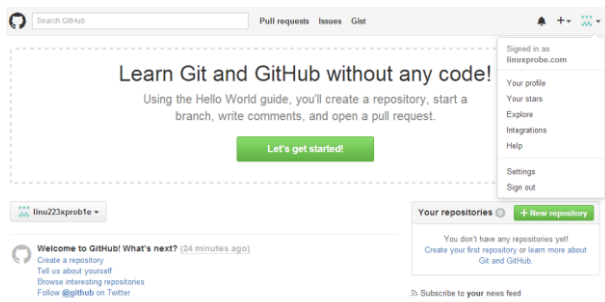 Search GitHub
Pull requests Issues Gist
Signed in as
linuxprobe.com
Your profile
Your stars
Explore
Integrations
Help
Settings
Sign out
Learn Git and GitHub without any code!
Using the Hello World guide, you'll create a repository, start a
branch, write comments, and open a pull request.
Let's get started!
linu223xprob1e
Your repositories 0
+ New repository
You don't have any repositories yet!
Create your first repository or learn more about
Git and GitHub.
Welcome to GitHub! What's next? (24 minutes ago)
Create a repository
Tell us about yourself
Browse interesting repositories
Follow @github on Twitter
Subscribe to your news feed